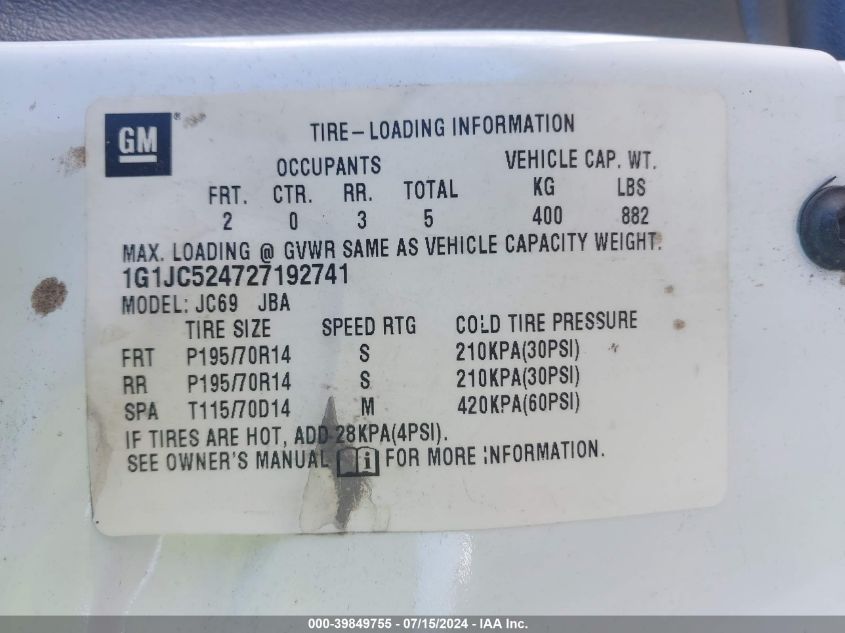 GM ®
TIRE-LOADING INFORMATION
OCCUPANTS VEHICLE CAP. WT.
FRT. CTR. RR. TOTAL KG LBS
2 0 3 5 400 882
MAX. LOADING @ GVWR SAME AS VEHICLE CAPACITY WEIGHT.
1G1JC524727192741
MODEL: JC69 JBA
TIRE SIZE SPEED RTG COLD TIRE PRESSURE
FRT P195/70R14 S 210KPA(30PSI)
RR P195/70R14 S 210KPA(30PSI)
SPA T115/70D14 M 420KPA(60PSI)
IF TIRES ARE HOT, ADD 28KPA(4PSI).
SEE OWNER'S MANUAL i FOR MORE INFORMATION.
000-39849755 - 07/15/2024 - IAA Inc.